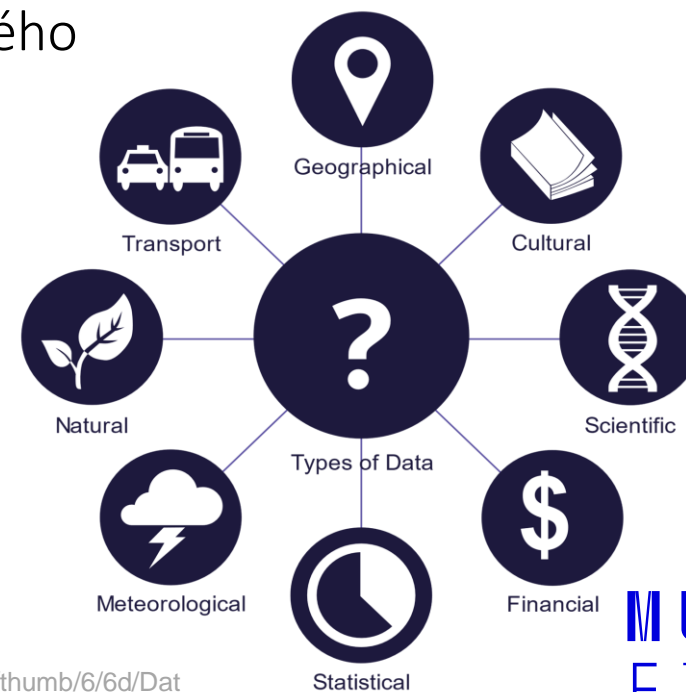 ého
Geographical
Transport
Cultural
?
Natural
Scientific
Types of Data
$
Meteorological
Financial
M U
Statistical
thumb/6/6d/Dat